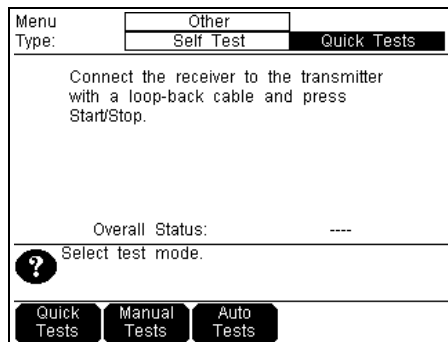 Menu Other
Type: Self Test Quick Tests
Connect the receiver to the transmitter
with a loop-back cable and press
Start/Stop.
Overall Status: ----
? Select test mode.
Quick Tests Manual Tests Auto Tests